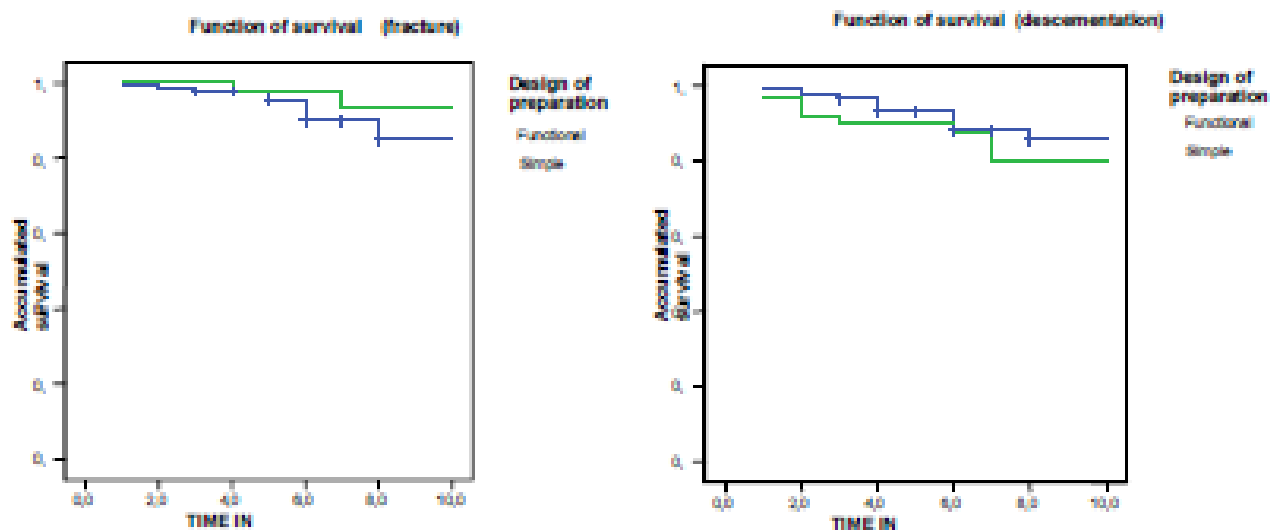 Function of survival (fracture)
1,
0,
0,
0,
0,
0,
Accumulated
survival
0,0 2,0 4,0 6,0 8,0 10,0
TIME IN
Design of
preparation
Functional
Simple
Function of survival (descementation)
1,
0,
0,
0,
0,
0,
Accumulated
survival
0,0 2,0 4,0 6,0 8,0 10,0
TIME IN
Design of
preparation
Functional
Simple